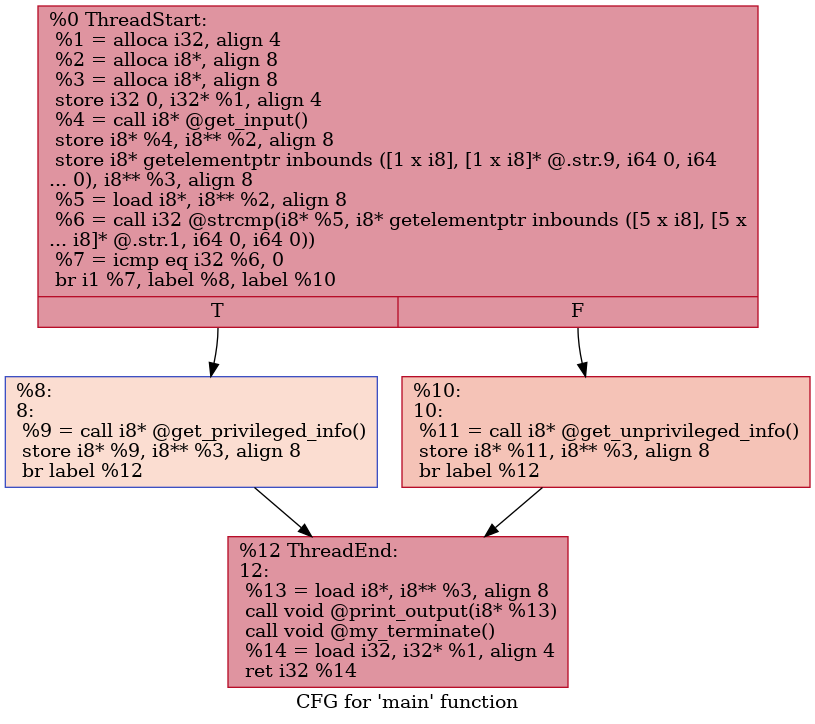 %0 ThreadStart:
%1 = alloca i32, align 4
%2 = alloca i8*, align 8
%3 = alloca i8*, align 8
store i32 0, i32* %1, align 4
%4 = call i8* @get_input()
store i8* %4, i8** %2, align 8
store i8* getelementptr inbounds ([1 x i8], [1 x i8]* @.str.9, i64 0, i64
... 0), i8** %3, align 8
%5 = load i8*, i8** %2, align 8
%6 = call i32 @strcmp(i8* %5, i8* getelementptr inbounds ([5 x i8], [5 x
... i8]* @.str.1, i64 0, i64 0))
%7 = icmp eq i32 %6, 0
br i1 %7, label %8, label %10
T
F
%8:
8:
%9 = call i8* @get_privileged_info()
store i8* %9, i8** %3, align 8
br label %12
%10:
10:
%11 = call i8* @get_unprivileged_info()
store i8* %11, i8** %3, align 8
br label %12
%12 ThreadEnd:
12:
%13 = load i8*, i8** %3, align 8
call void @print_output(i8* %13)
call void @my_terminate()
%14 = load i32, i32* %1, align 4
ret i32 %14
CFG for 'main' function